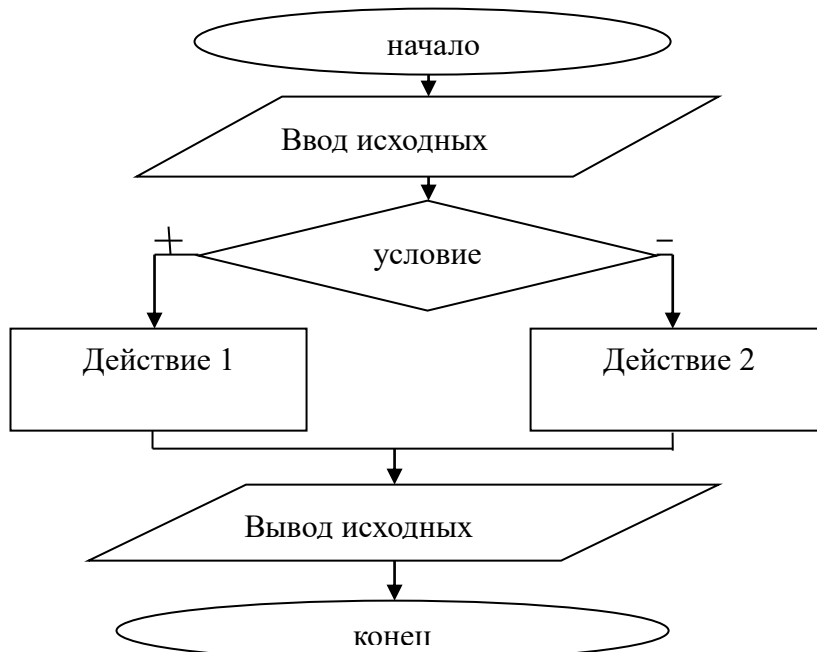 начало
Ввод исходных
+
−
условие
Действие 1
Действие 2
Вывод исходных
конец